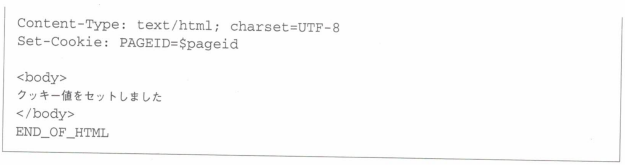 Content-Type: text/html; charset=UTF-8
Set-Cookie: PAGEID=$pageid

<body>
クッキー値をセットしました
</body>
END_OF_HTML